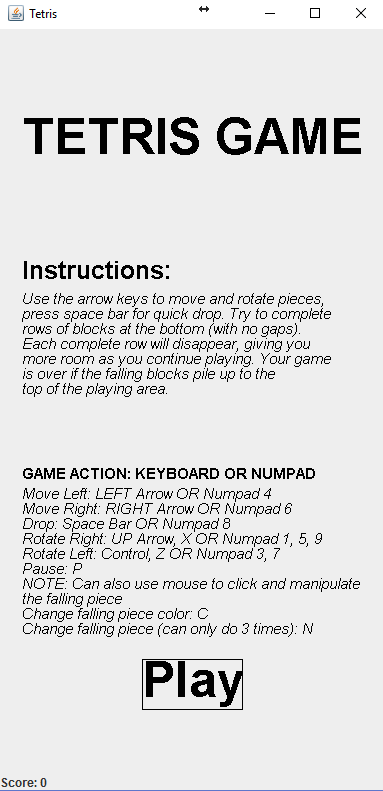 Tetris
TETRIS GAME
Instructions:
Use the arrow keys to move and rotate pieces,
press space bar for quick drop. Try to complete
rows of blocks at the bottom (with no gaps).
Each complete row will disappear, giving you
more room as you continue playing. Your game
is over if the falling blocks pile up to the
top of the playing area.
GAME ACTION: KEYBOARD OR NUMPAD
Move Left: LEFT Arrow OR Numpad 4
Move Right: RIGHT Arrow OR Numpad 6
Drop: Space Bar OR Numpad 8
Rotate Right: UP Arrow, X OR Numpad 1, 5, 9
Rotate Left: Control, Z OR Numpad 3, 7
Pause: P
NOTE: Can also use mouse to click and manipulate
the falling piece
Change falling piece color: C
Change falling piece (can only do 3 times): N
Play
Score: 0